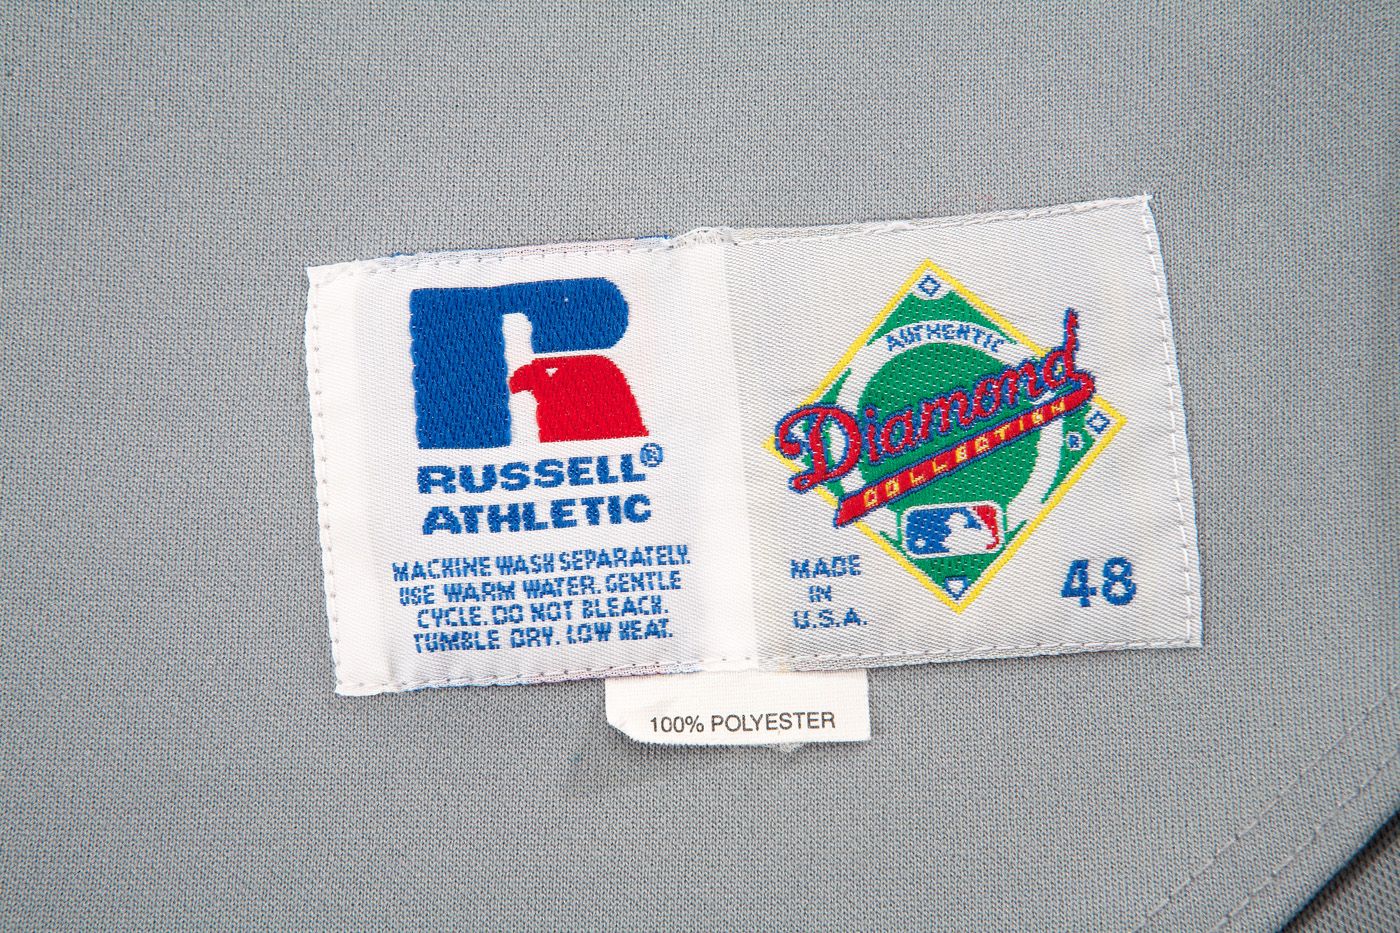 RUSSELL®
ATHLETIC
MACHINE WASH SEPARATELY.
USE WARM WATER. GENTLE
CYCLE. DO NOT BLEACH.
TUMBLE DRY. LOW HEAT.
AUTHENTIC
Diamond
COLLECTION
®
MADE
IN
U.S.A.
48
100% POLYESTER